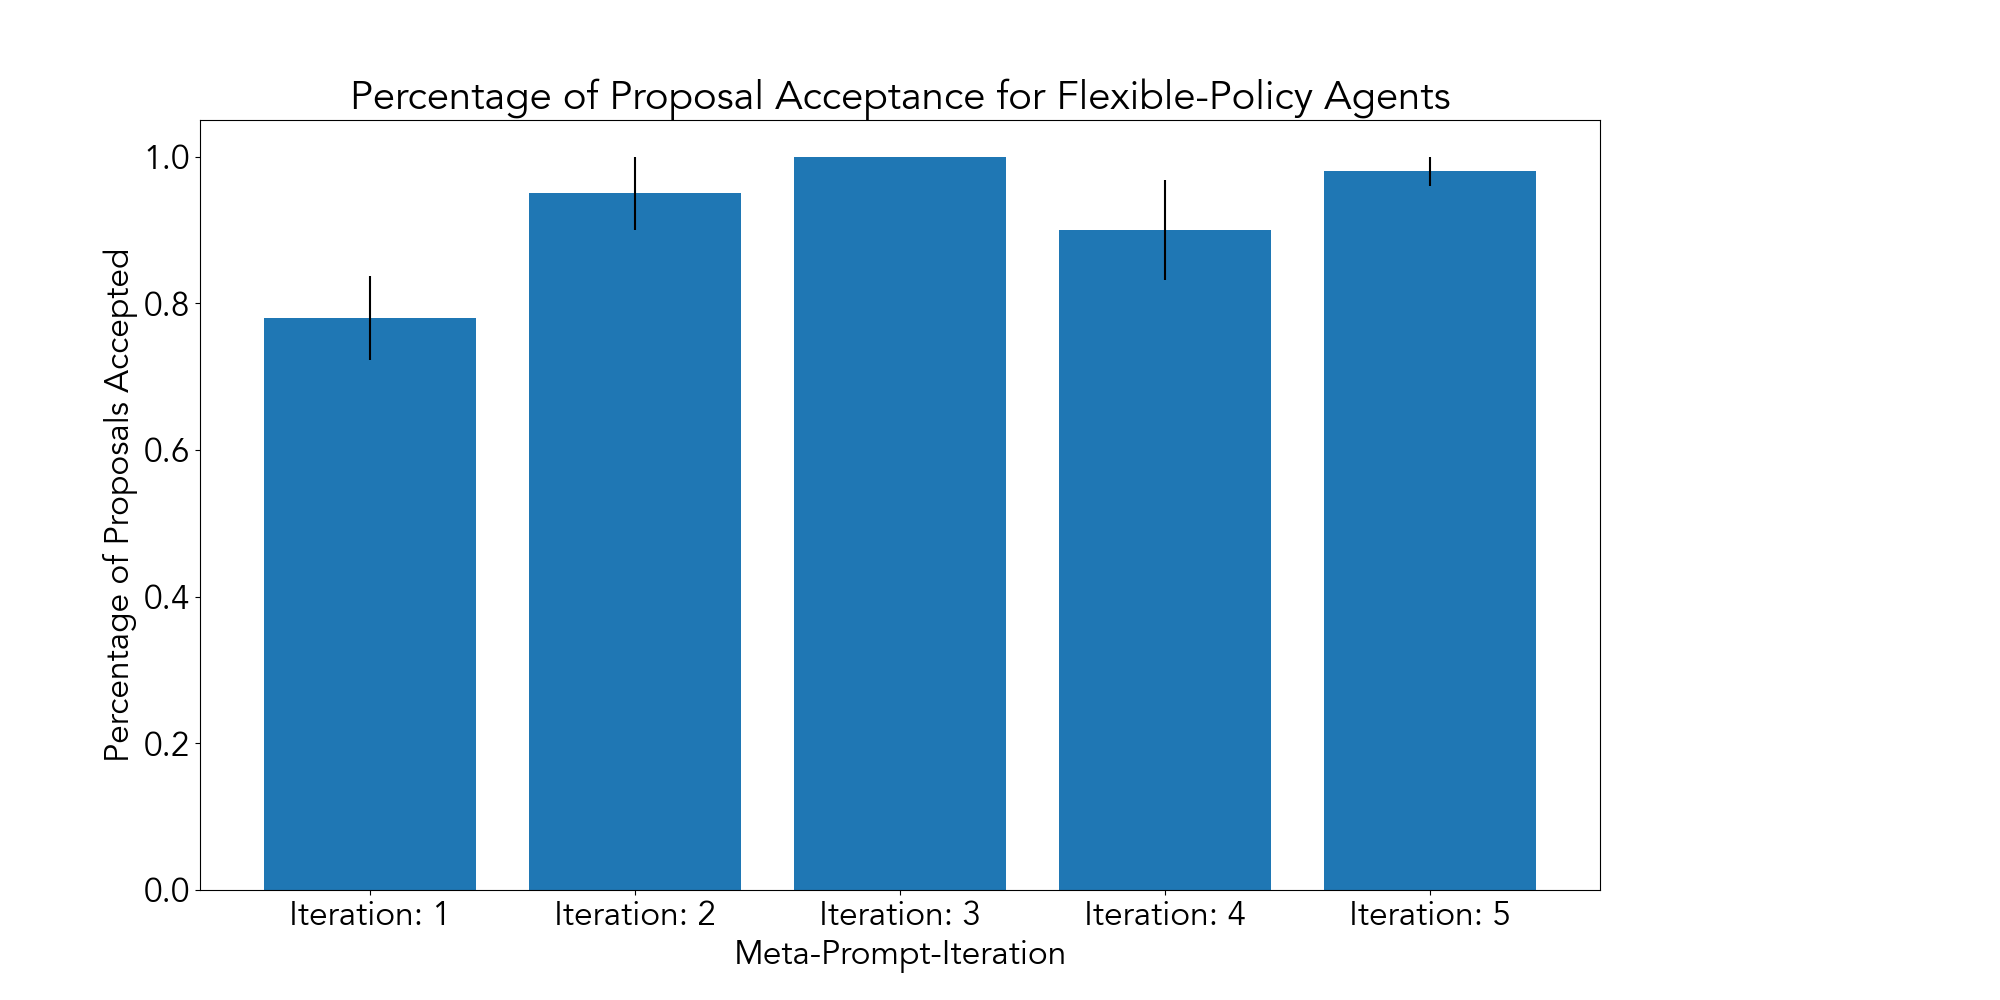 Percentage of Proposal Acceptance for Flexible-Policy Agents
Percentage of Proposals Accepted
1.0
0.8
0.6
0.4
0.2
0.0
Iteration: 1 Iteration: 2 Iteration: 3 Iteration: 4 Iteration: 5
Meta-Prompt-Iteration